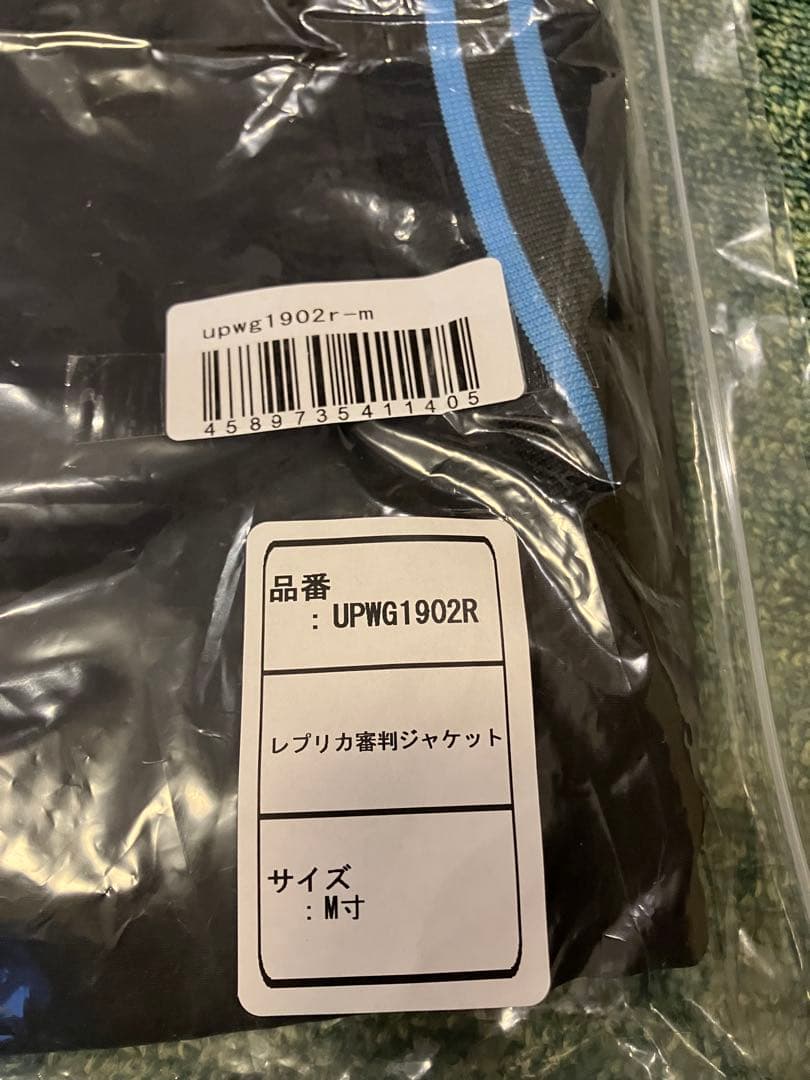 upwg1902r-m
4589735411405
品番
: UPWG1902R
レプリカ審判ジャケット
サイズ
: M寸